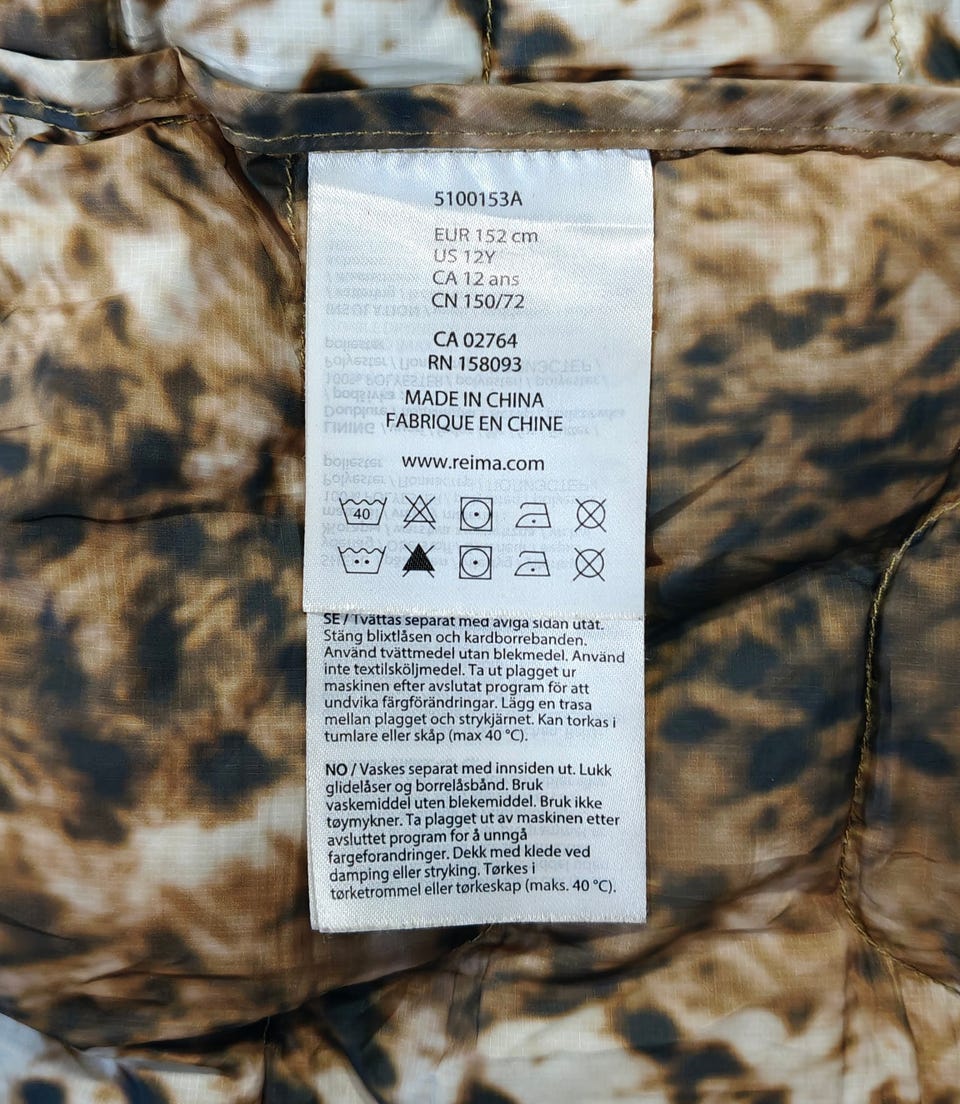 5100153A
EUR 152 cm
US 12Y
CA 12 ans
CN 150/72
CA 02764
RN 158093
MADE IN CHINA
FABRIQUE EN CHINE
www.reima.com
40
SE / Tvättas separat med aviga sidan utåt.
Stäng blixtlåsen och kardborrebanden.
Använd tvättmedel utan blekmedel. Använd
inte textilsköljmedel. Ta ut plagget ur
maskinen efter avslutat program för att
undvika färgförändringar. Lägg en trasa
mellan plagget och strykjärnet. Kan torkas i
tumlare eller skåp (max 40 °C).
NO / Vaskes separat med innsiden ut. Lukk
glidelåser og borrelåsbånd. Bruk
vaskemiddel uten blekemiddel. Bruk ikke
tøymykner. Ta plagget ut av maskinen etter
avsluttet program for å unngå
fargeforandringer. Dekk med klede ved
damping eller stryking. Tørkes i
tørketrommel eller tørkeskap (maks. 40 °C).